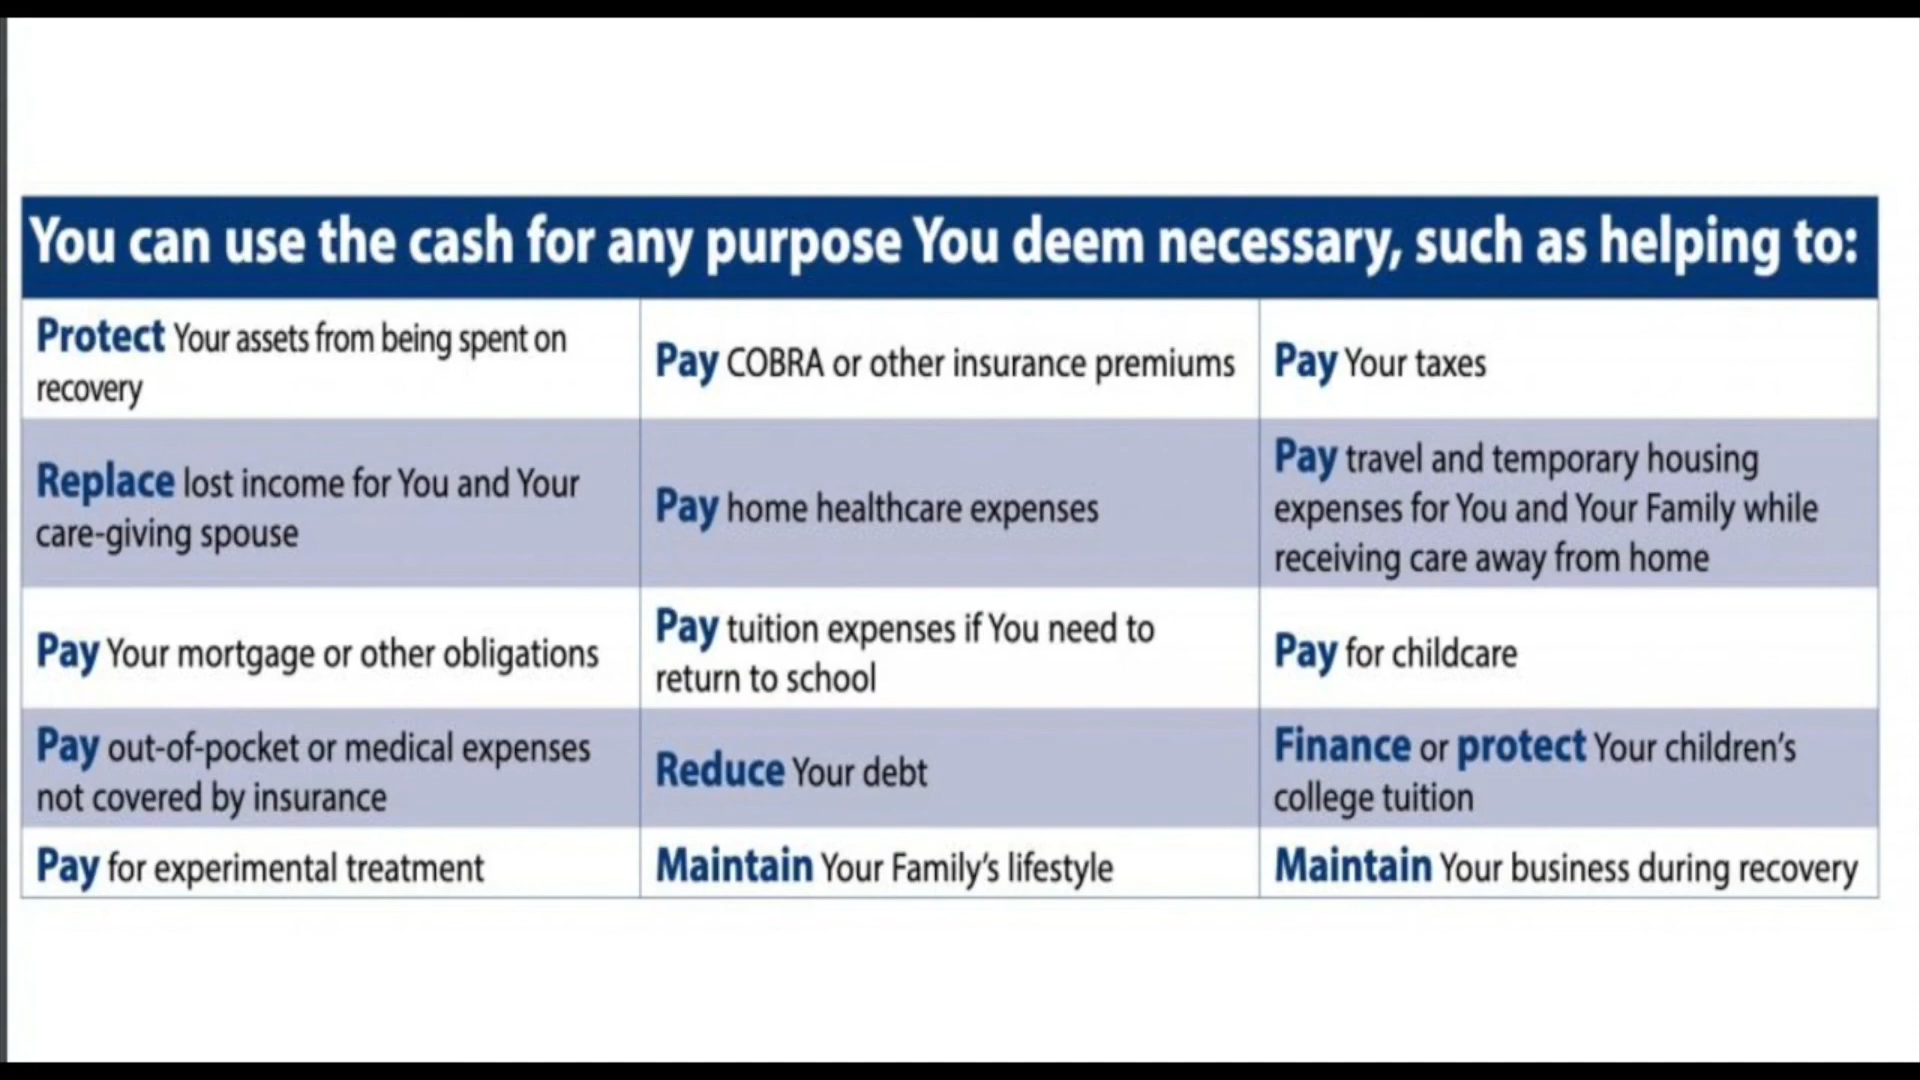 You can use the cash for any purpose You deem necessary, such as helping to:
Protect Your assets from being spent on
recovery
Pay COBRA or other insurance premiums
Pay Your taxes
Replace lost income for You and Your
care-giving spouse
Pay home healthcare expenses
Pay travel and temporary housing
expenses for You and Your Family while
receiving care away from home
Pay Your mortgage or other obligations
Pay tuition expenses if You need to
return to school
Pay for childcare
Pay out-of-pocket or medical expenses
not covered by insurance
Reduce Your debt
Finance or protect Your children's
college tuition
Pay for experimental treatment
Maintain Your Family's lifestyle
Maintain Your business during recovery